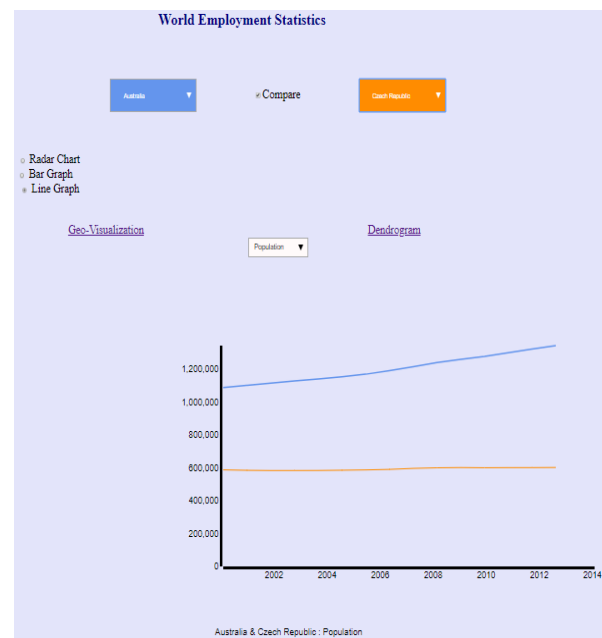 World Employment Statistics
Australia ▼ Compare Czech Republic ▼
Radar Chart
Bar Graph
Line Graph
Geo-Visualization Dendrogram
Population ▼
1,200,000
1,000,000
800,000
600,000
400,000
200,000
0
2002 2004 2006 2008 2010 2012 2014
Australia & Czech Republic : Population